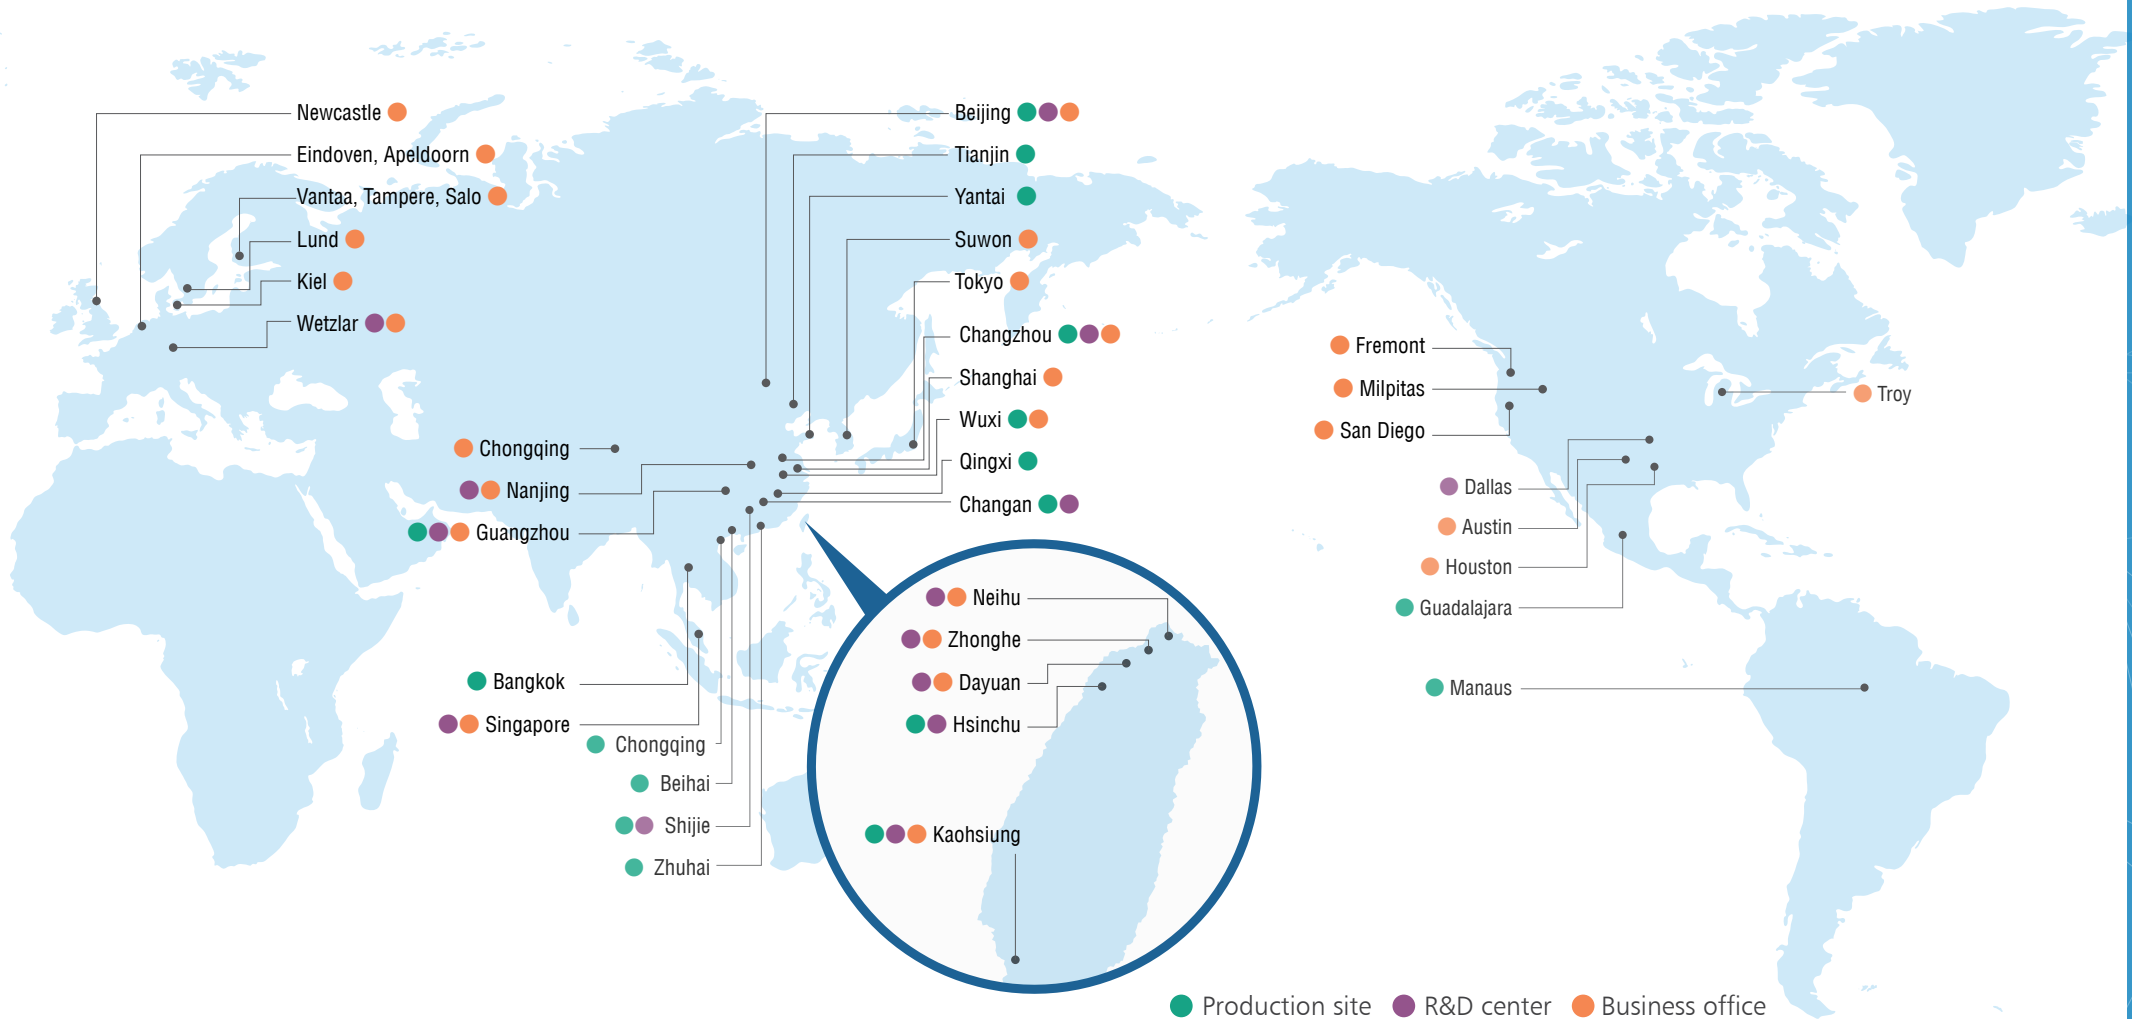 Newcastle
Eindoven, Apeldoorn
Vantaa, Tampere, Salo
Lund
Kiel
Wetzlar
Beijing
Tianjin
Yantai
Suwon
Tokyo
Changzhou
Shanghai
Wuxi
Qingxi
Changan
Chongqing
Nanjing
Guangzhou
Bangkok
Singapore
Chongqing
Beihai
Shijie
Zhuhai
Neihu
Zhonghe
Dayuan
Hsinchu
Kaohsiung
Fremont
Milpitas
San Diego
Troy
Dallas
Austin
Houston
Guadalajara
Manaus
Production site R&D center Business office